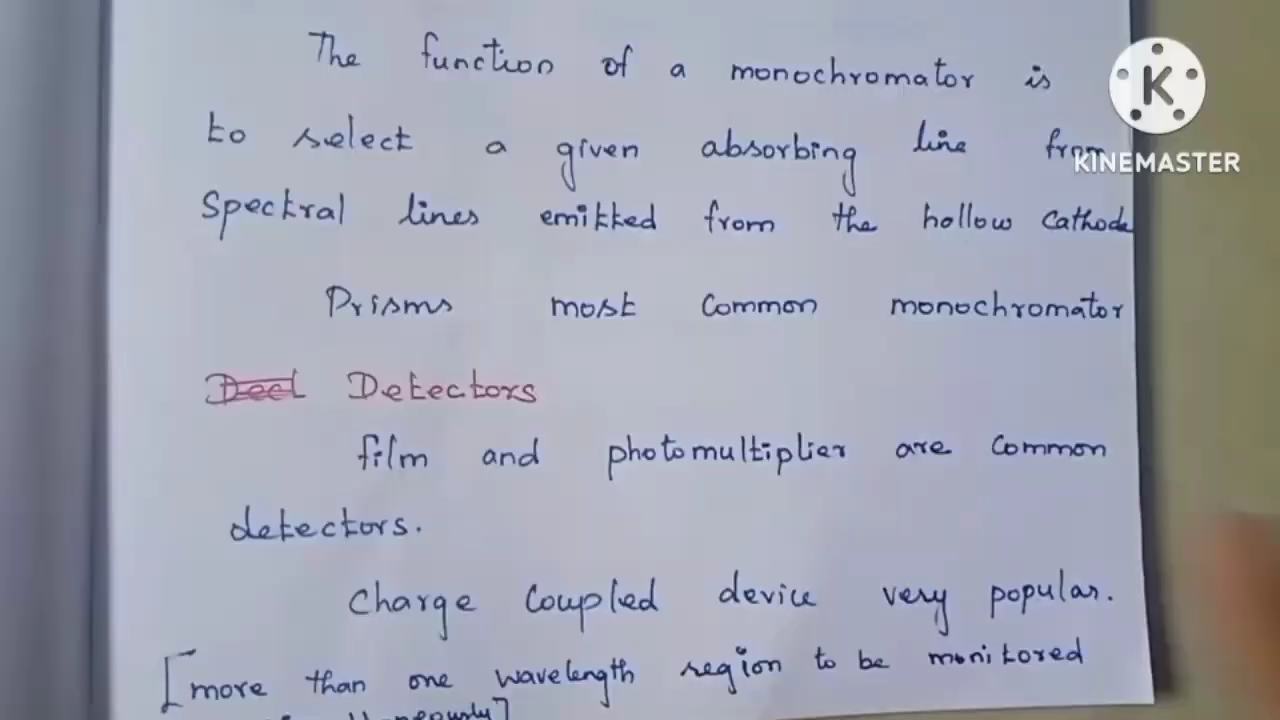 The function of a monochromator is
to select a given absorbing line from
spectral lines emitted from the hollow cathode
Prisms most common monochromator
Detectors
film and photomultiplier are common
detectors.
Charge coupled device very popular.
[more than one wavelength region to be monitored
KINEMASTER